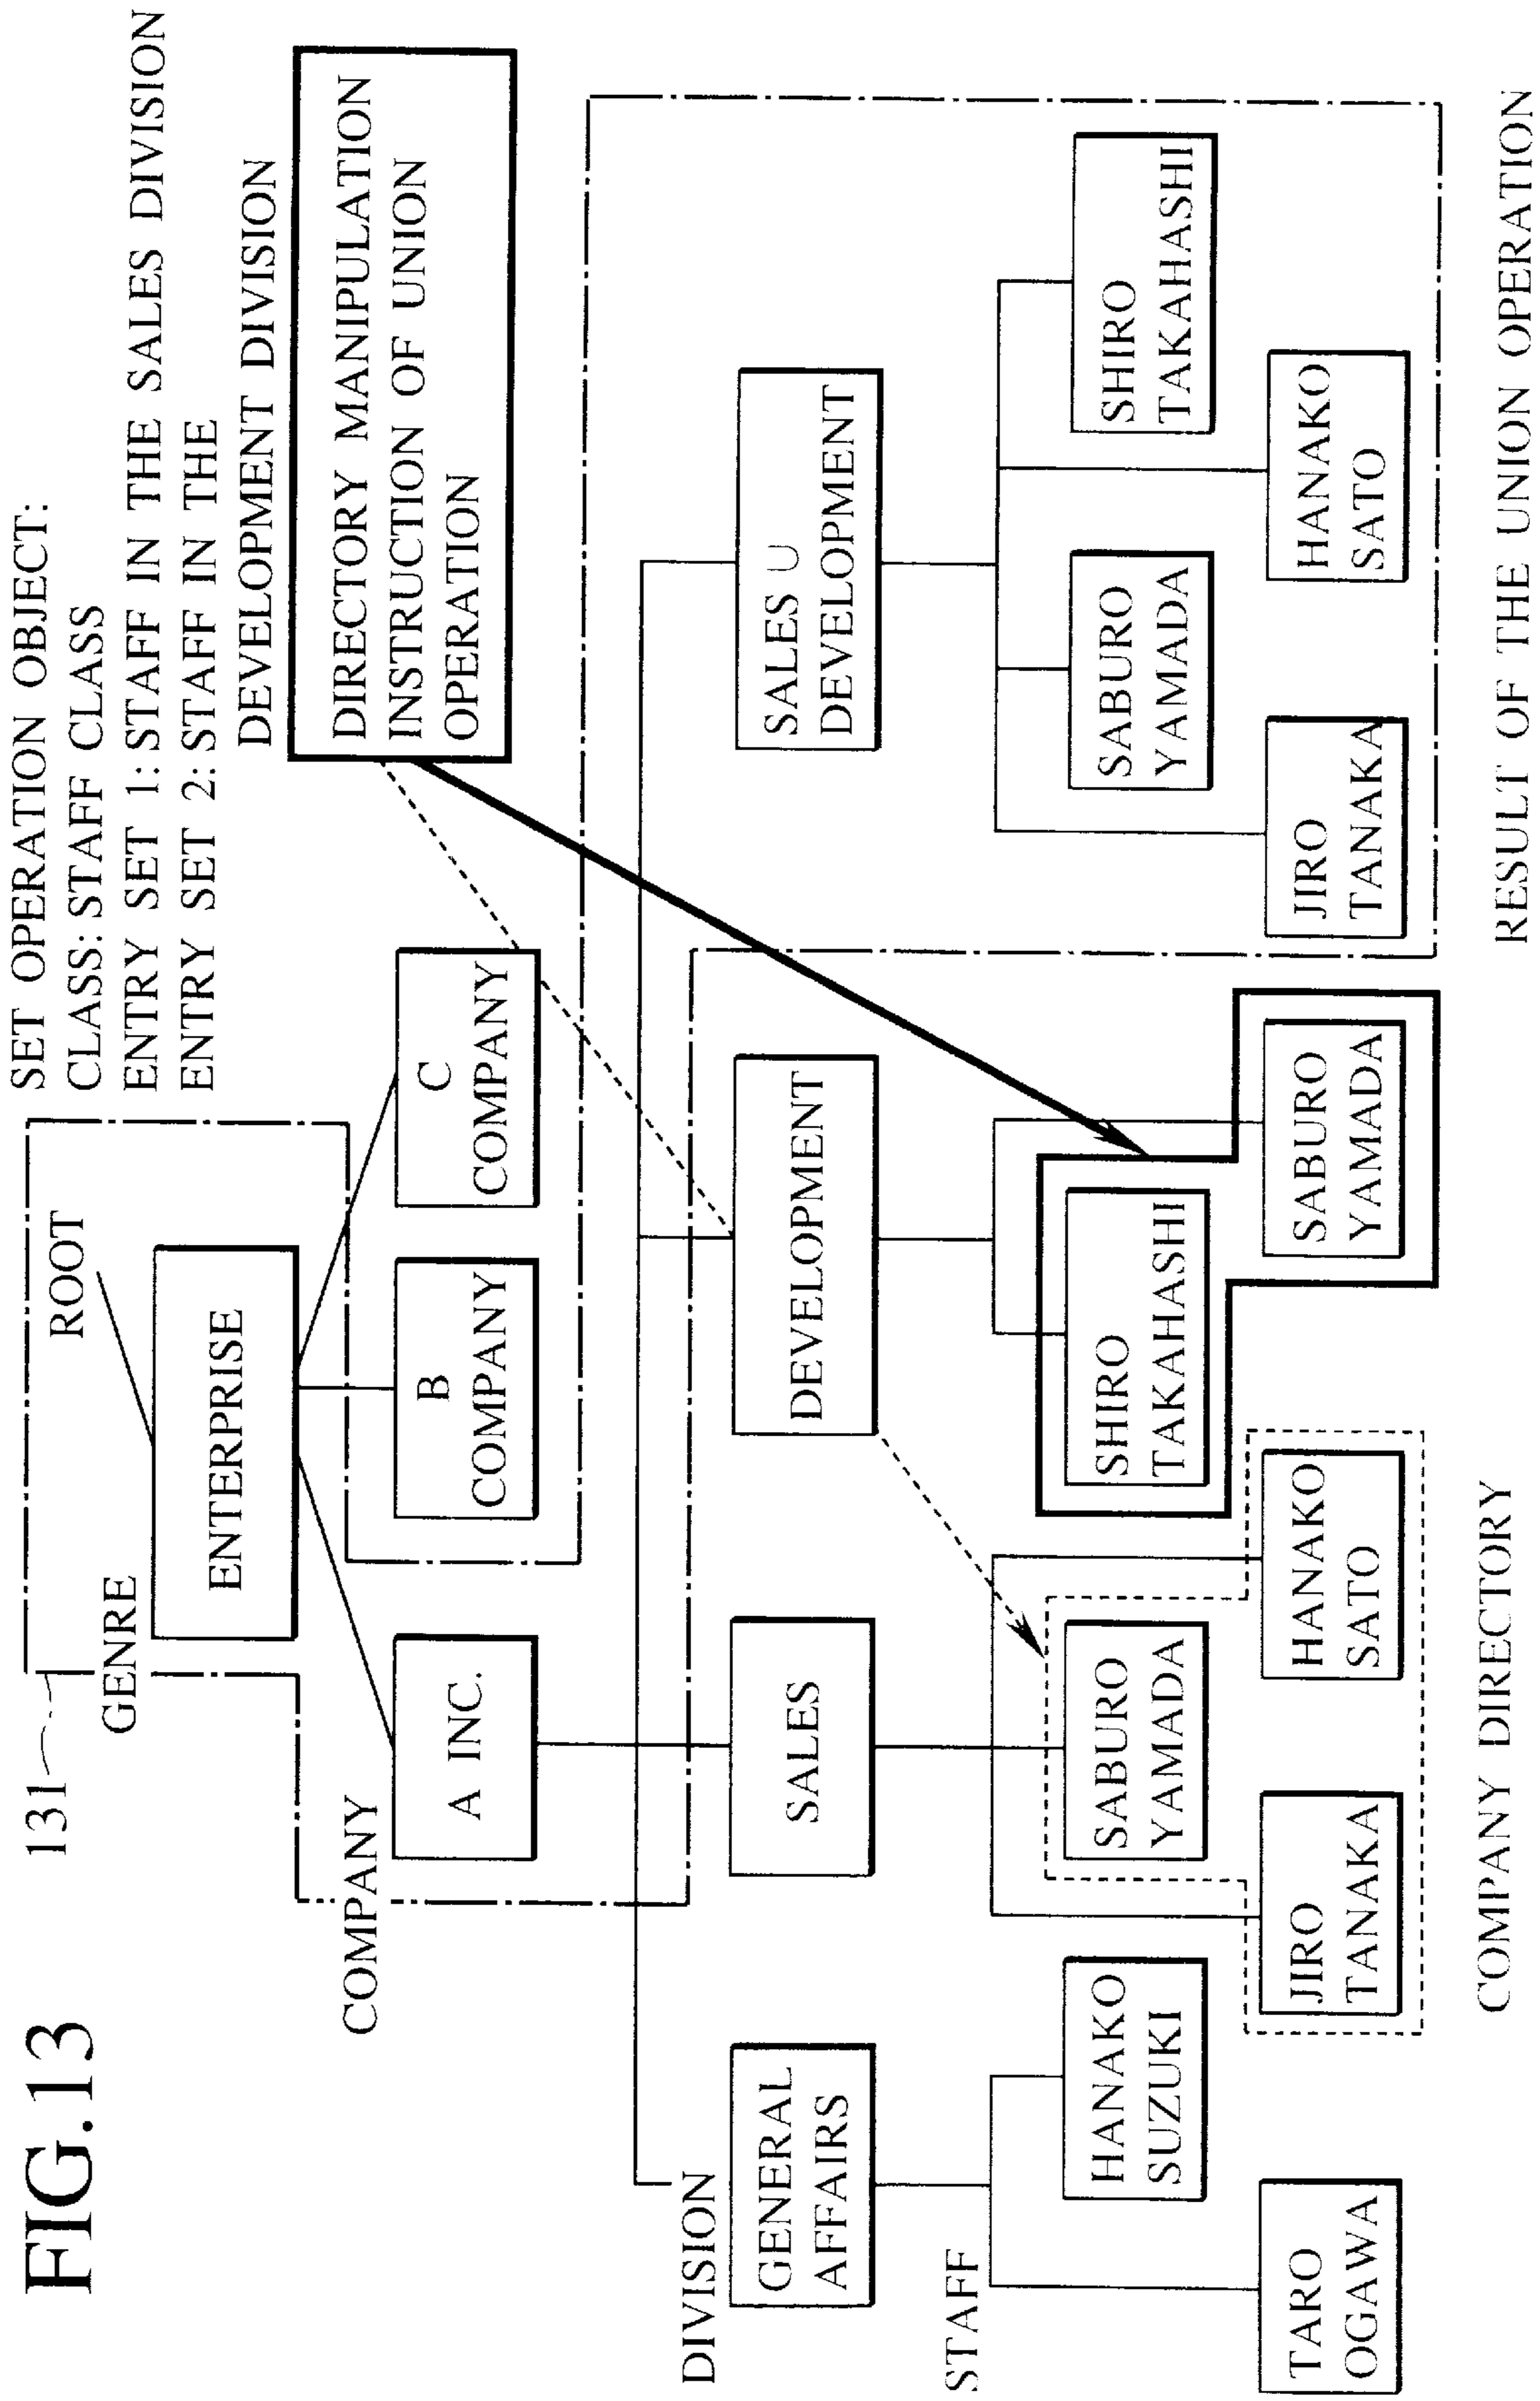 FIG.13
131
SET OPERATION OBJECT:
CLASS: STAFF CLASS
ENTRY SET 1: STAFF IN THE SALES DIVISION
ENTRY SET 2: STAFF IN THE
DEVELOPMENT DIVISION
DIRECTORY MANIPULATION
INSTRUCTION OF UNION
OPERATION
ROOT
GENRE
ENTERPRISE
COMPANY
A INC.
B
COMPANY
C
COMPANY
DIVISION
GENERAL
AFFAIRS
SALES
DEVELOPMENT
SALES U
DEVELOPMENT
STAFF
TARO
OGAWA
HANAKO
SUZUKI
JIRO
TANAKA
SABURO
YAMADA
HANAKO
SATO
SHIRO
TAKAHASHI
SABURO
YAMADA
JIRO
TANAKA
SABURO
YAMADA
HANAKO
SATO
SHIRO
TAKAHASHI
COMPANY DIRECTORY
RESULT OF THE UNION OPERATION